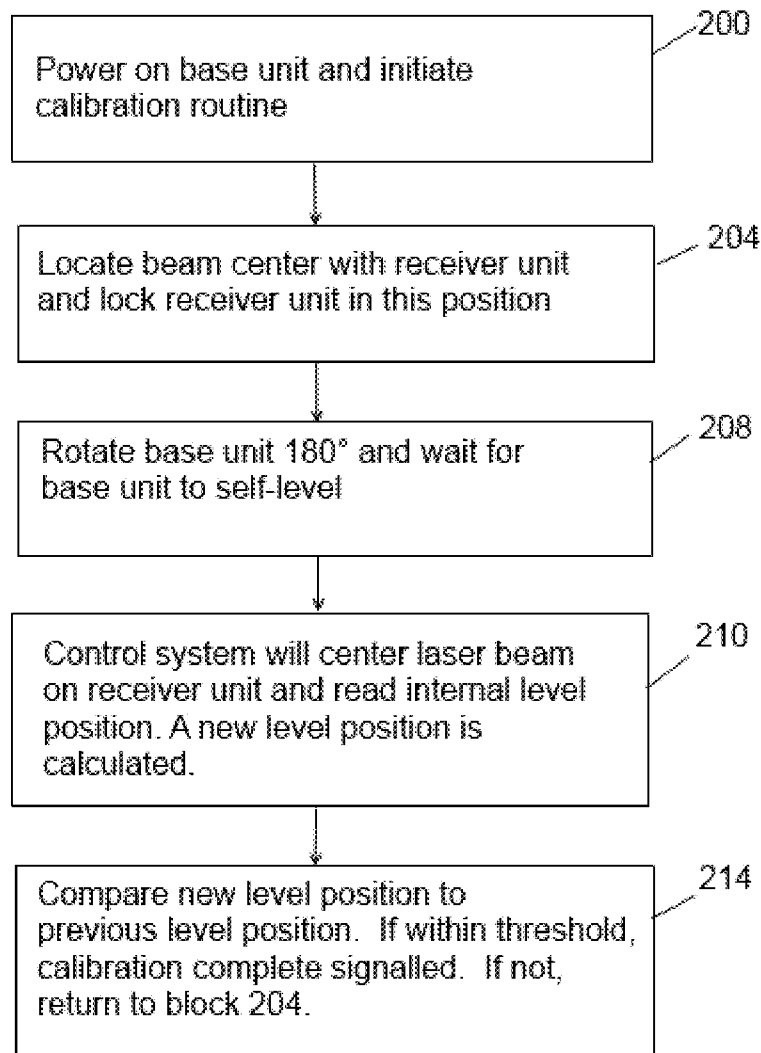 200
Power on base unit and initiate
calibration routine
204
Locate beam center with receiver unit
and lock receiver unit in this position
208
Rotate base unit 180° and wait for
base unit to self-level
210
Control system will center laser beam
on receiver unit and read internal level
position. A new level position is
calculated.
214
Compare new level position to
previous level position. If within threshold,
calibration complete signalled. If not,
return to block 204.